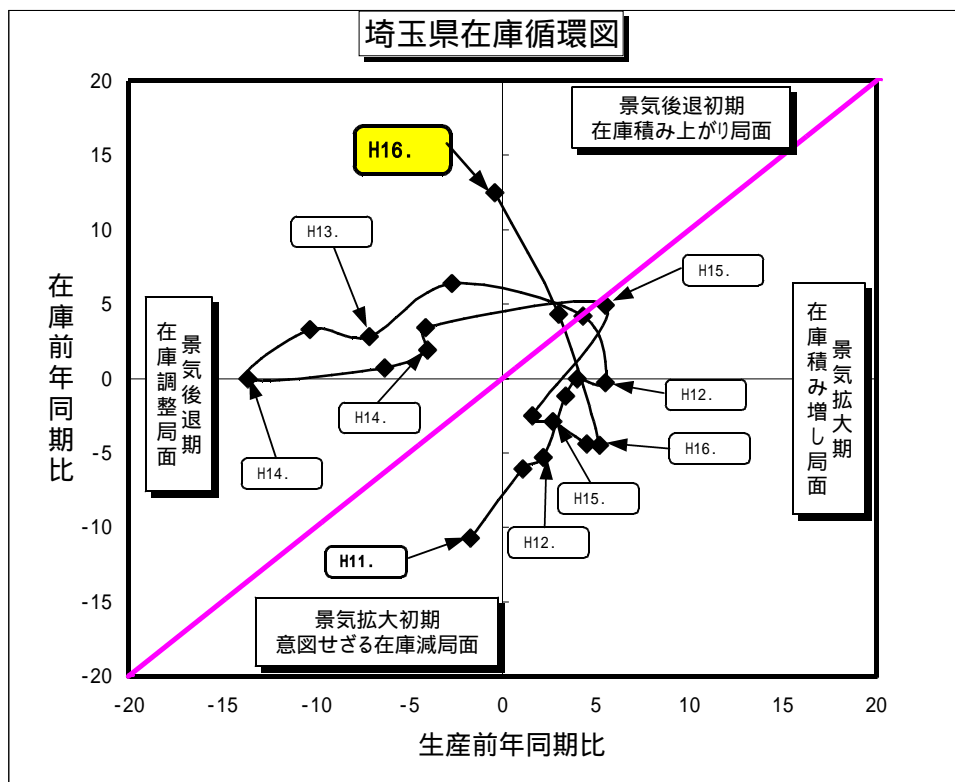 埼玉県在庫循環図
20
15
10
5
0
-5
-10
-15
-20
-20
-15
-10
-5
0
5
10
15
20
在庫前年同期比
生産前年同期比
景気後退初期
在庫積み上がり局面
景気後退期
在庫調整局面
景気拡大期
在庫積み増し局面
景気拡大初期
意図せざる在庫減局面
H16.
H13.
H15.
H14.
H12.
H14.
H16.
H15.
H12.
H11.